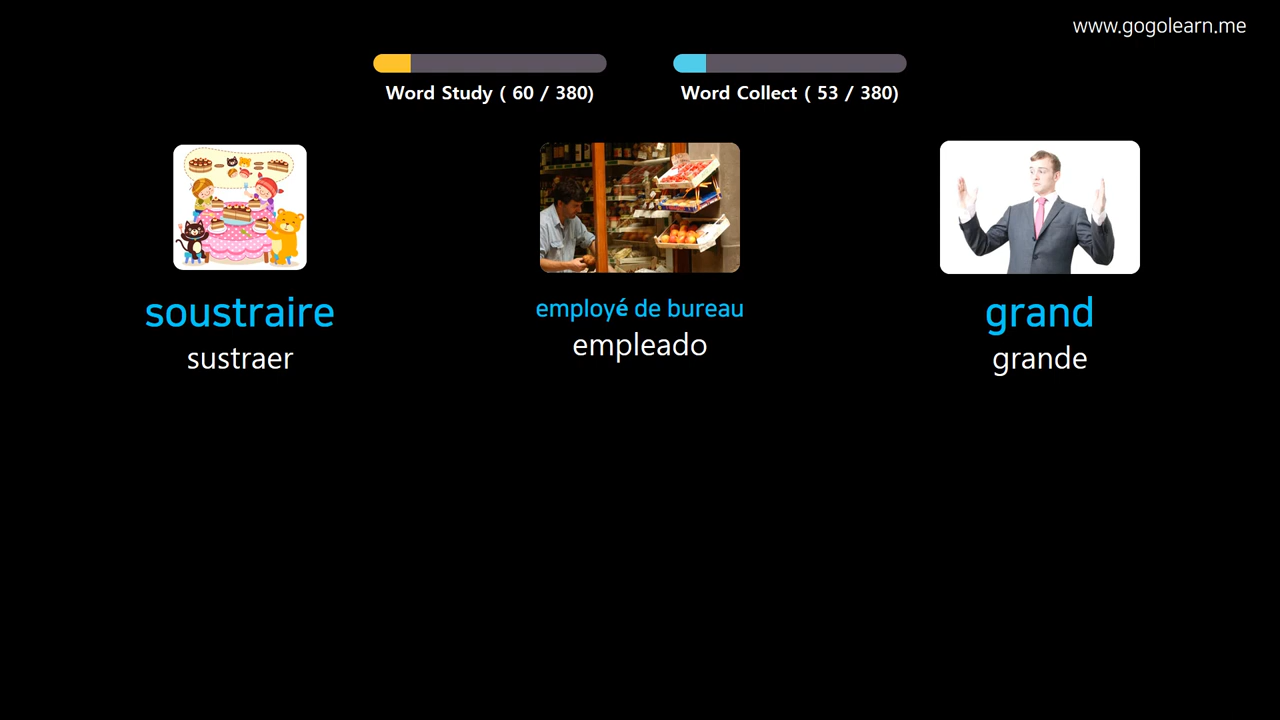 www.gogolearn.me
Word Study ( 60 / 380)
Word Collect ( 53 / 380)
soustraire
sustraer
employé de bureau
empleado
grand
grande